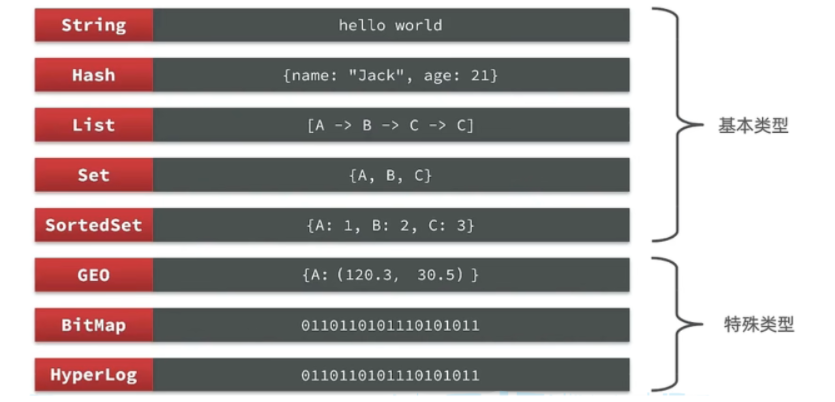 String hello world
Hash {name: "Jack", age: 21}
List [A -> B -> C -> C]
基本类型
Set {A, B, C}
SortedSet {A: 1, B: 2, C: 3}
GEO {A: (120.3, 30.5) }
BitMap 0110110101110101011
特殊类型
HyperLog 0110110101110101011